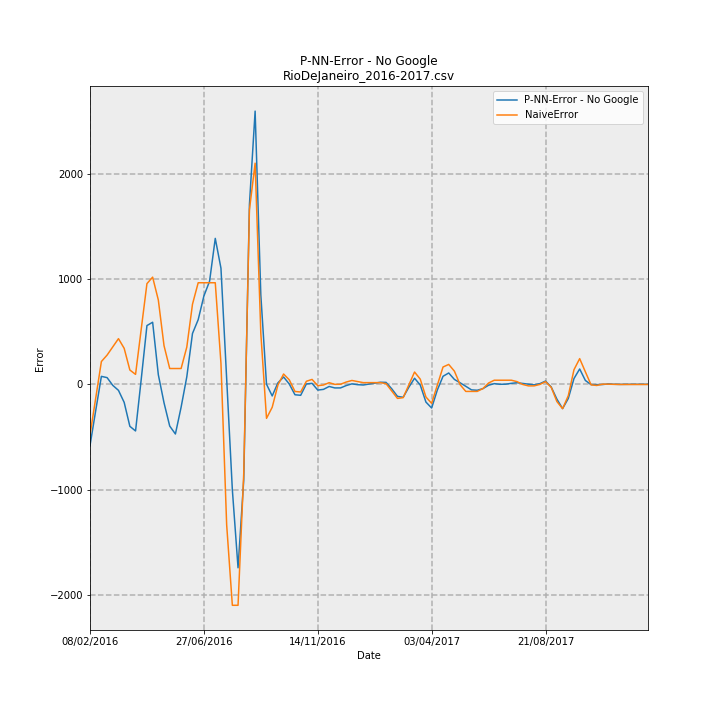 P-NN-Error - No Google
RioDeJaneiro_2016-2017.csv
P-NN-Error - No Google
NaiveError
Error
2000
1000
0
−1000
−2000
08/02/2016
27/06/2016
14/11/2016
03/04/2017
21/08/2017
Date